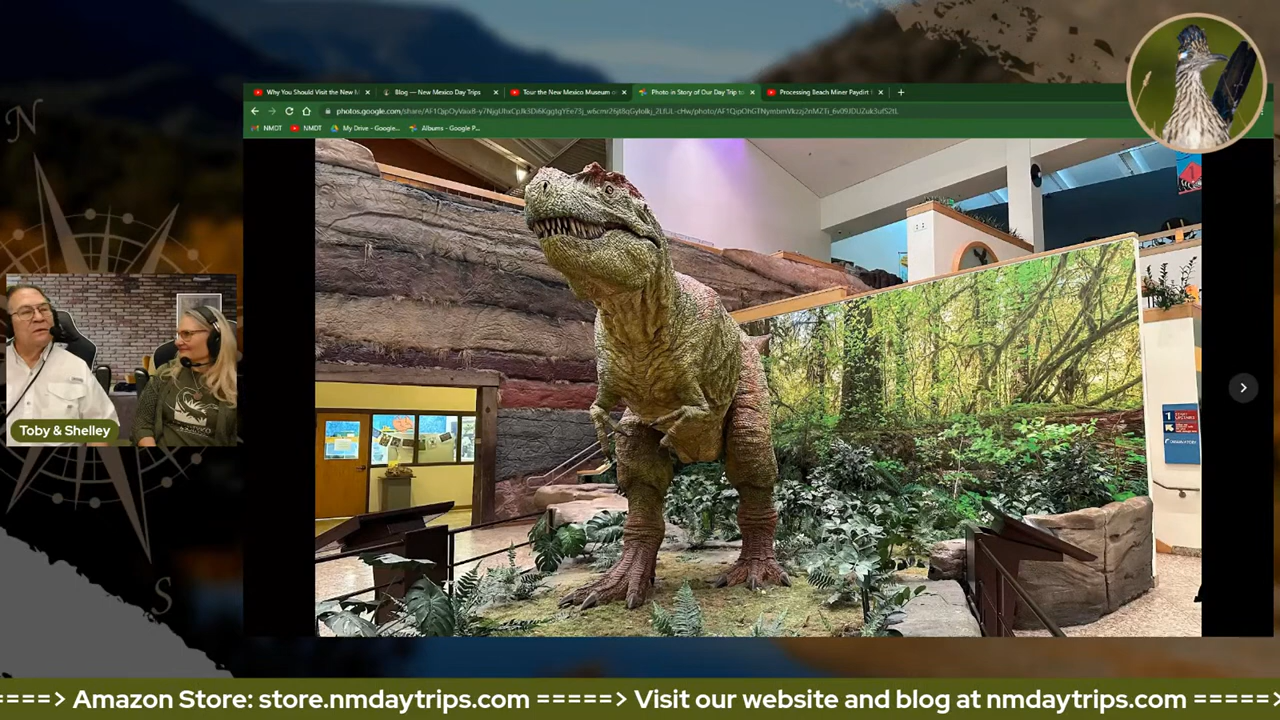 Why You Should Visit the New M
Blog — New Mexico Day Trips
Tour the New Mexico Museum o
Photo in Story of Our Day Trip to
Processing Beach Miner Paydirt
NMDT
NMDT
My Drive - Google...
Albums - Google P...
N
Toby & Shelley
1
S
====> Amazon Store: store.nmdaytrips.com =====> Visit our website and blog at nmdaytrips.com =====>